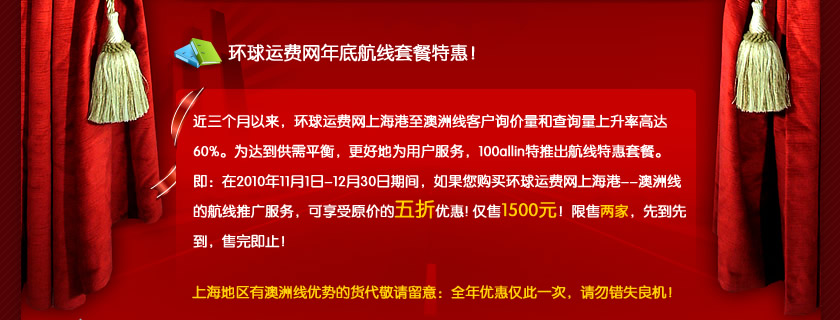 环球运费网年底航线套餐特惠！
近三个月以来，环球运费网上海港至澳洲线客户询价量和查询量上升率高达
60%。为达到供需平衡，更好地为用户服务，100allin特推出航线特惠套餐。
即：在2010年11月1日-12月30日期间，如果您购买环球运费网上海港--澳洲线
的航线推广服务，可享受原价的五折优惠！仅售1500元！限售两家，先到先
到，售完即止！
上海地区有澳洲线优势的货代敬请留意：全年优惠仅此一次，请勿错失良机！